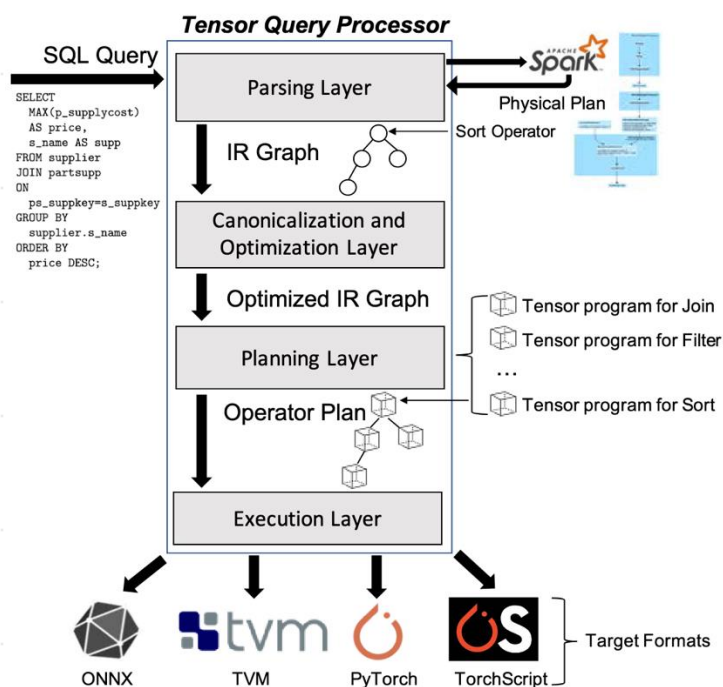 Tensor Query Processor
SQL Query
SELECT
MAX(p_supplycost)
AS price,
s_name AS supp
FROM supplier
JOIN partsupp
ON
ps_suppkey=s_suppkey
GROUP BY
supplier.s_name
ORDER BY
price DESC;
Parsing Layer
APACHE
Spark
Physical Plan
IR Graph
Sort Operator
Canonicalization and
Optimization Layer
Optimized IR Graph
Planning Layer
Tensor program for Join
Tensor program for Filter
...
Tensor program for Sort
Operator Plan
Execution Layer
tvm
S
ONNX
TVM
PyTorch
TorchScript
Target Formats